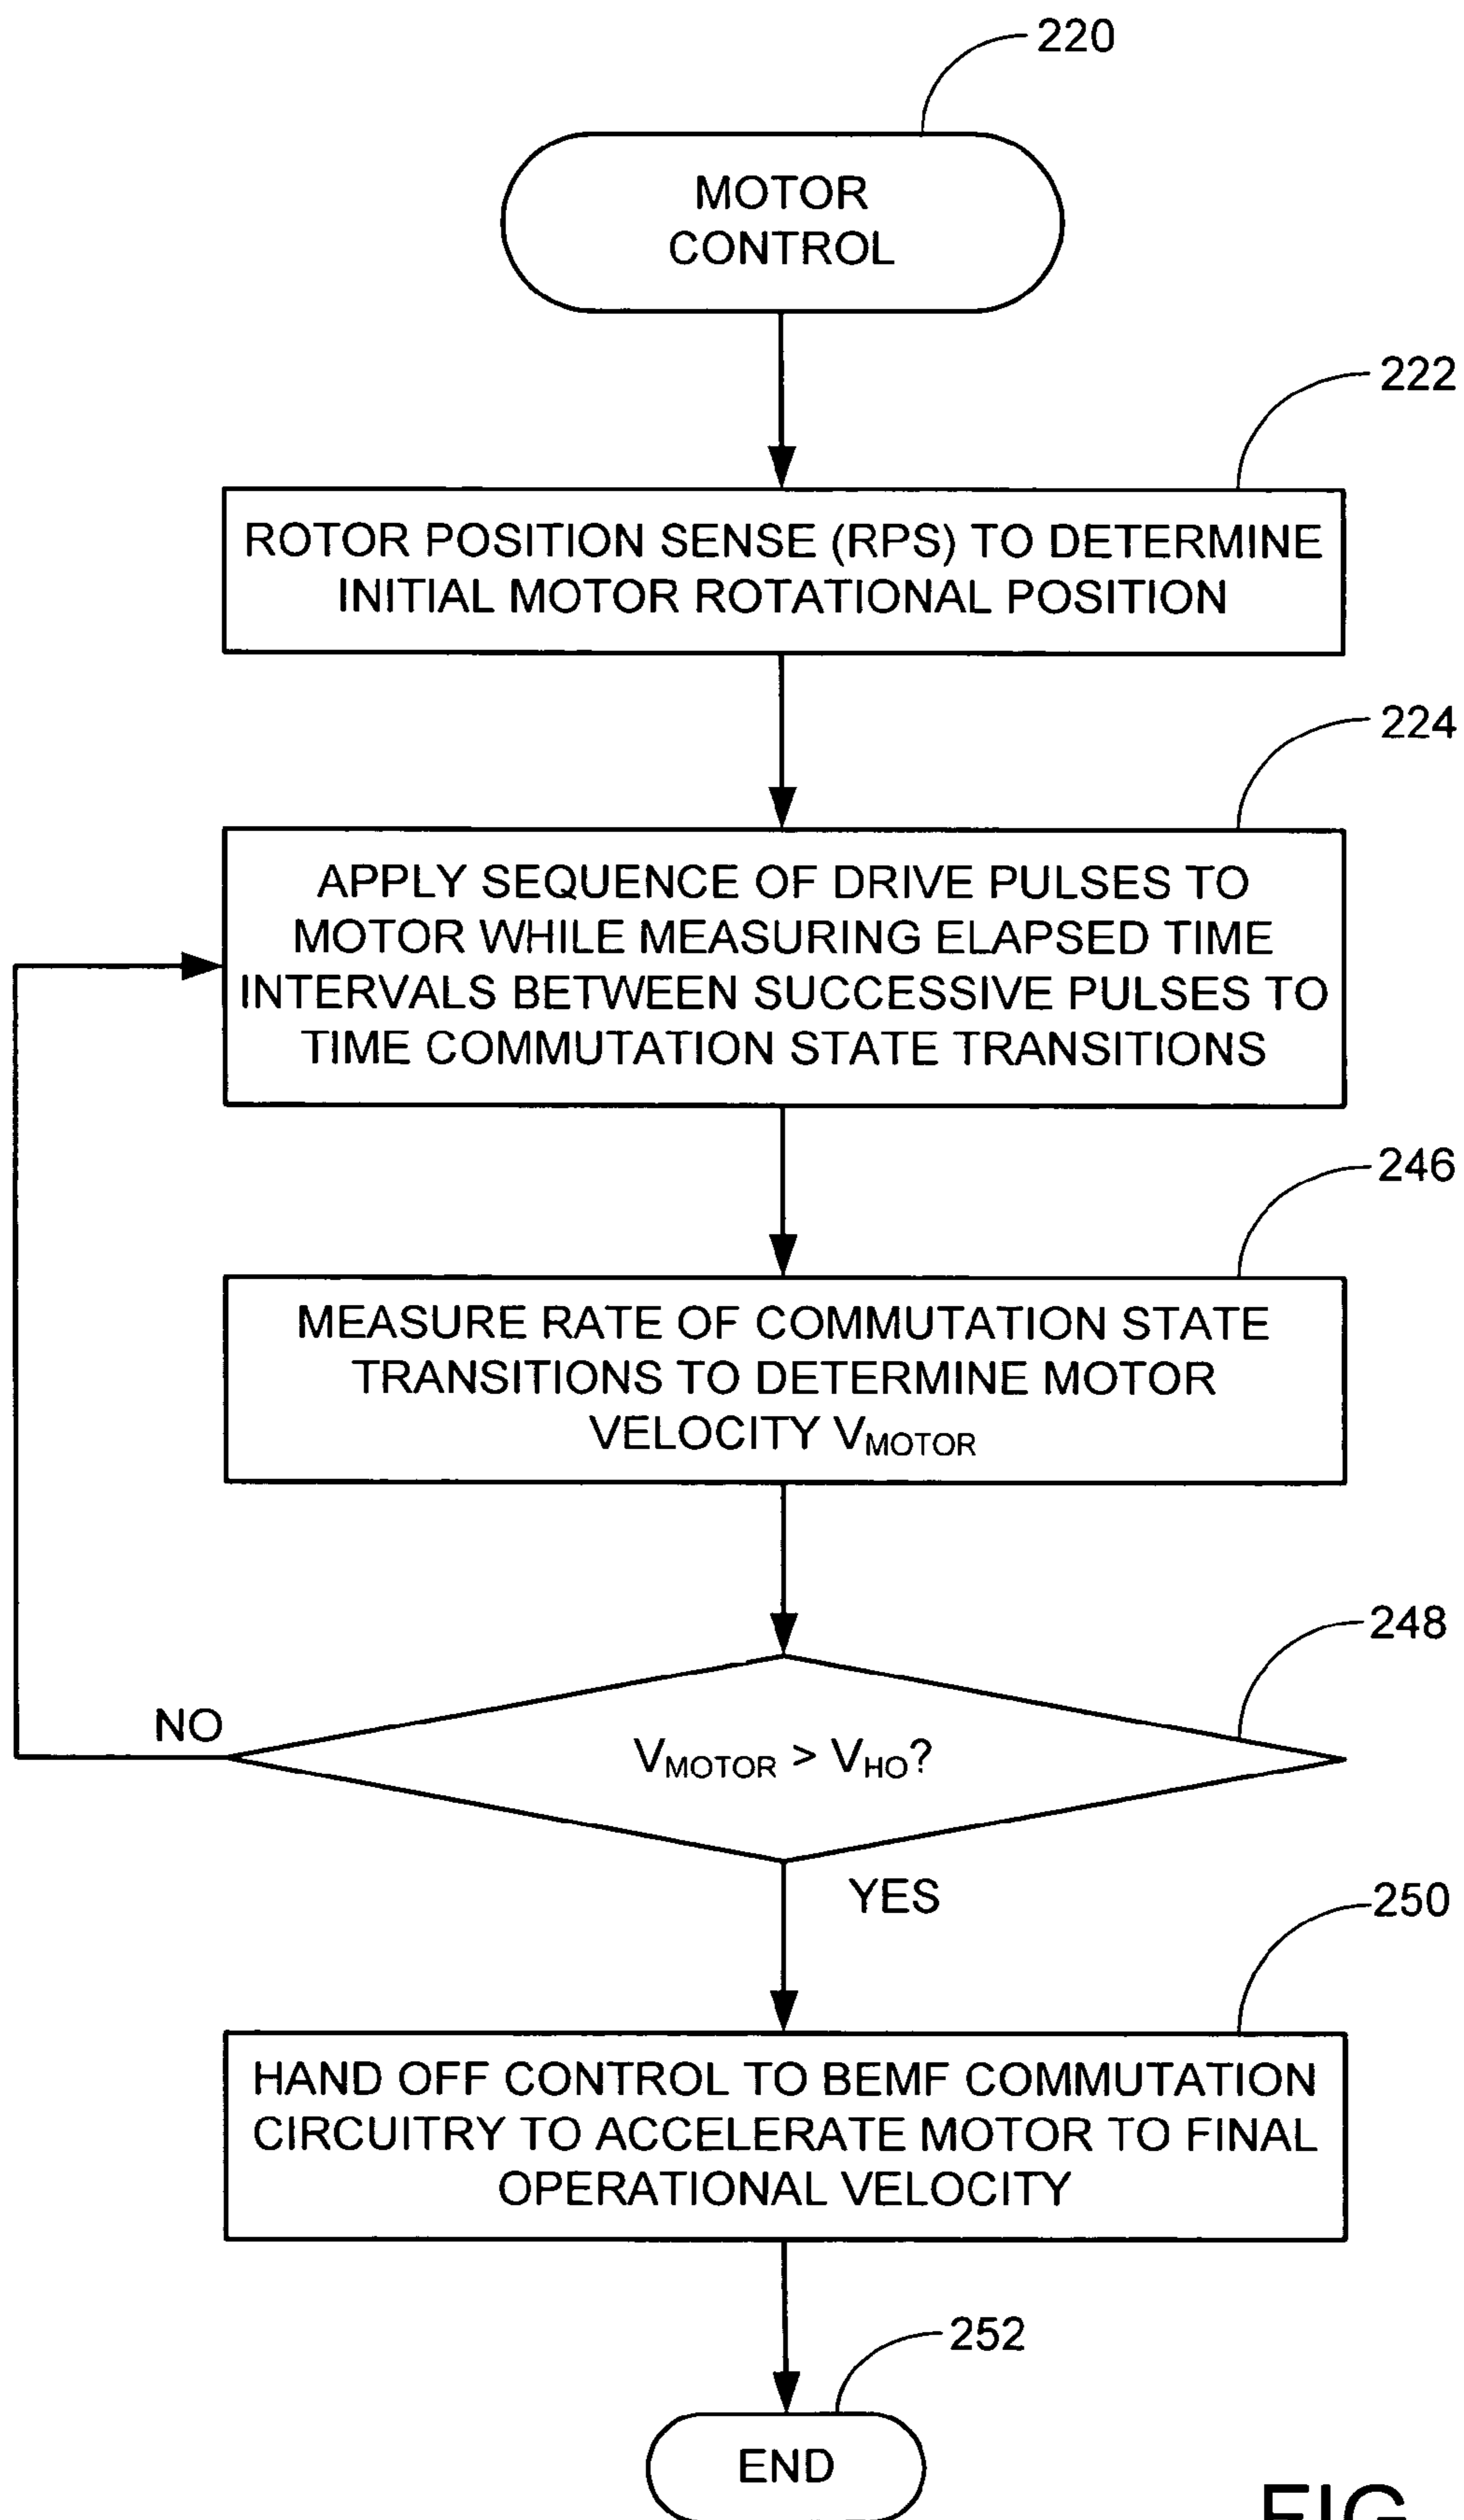 220
MOTOR
CONTROL
222
ROTOR POSITION SENSE (RPS) TO DETERMINE
INITIAL MOTOR ROTATIONAL POSITION
224
APPLY SEQUENCE OF DRIVE PULSES TO
MOTOR WHILE MEASURING ELAPSED TIME
INTERVALS BETWEEN SUCCESSIVE PULSES TO
TIME COMMUTATION STATE TRANSITIONS
246
MEASURE RATE OF COMMUTATION STATE
TRANSITIONS TO DETERMINE MOTOR
VELOCITY VMOTOR
248
NO
VMOTOR > VHO?
YES
250
HAND OFF CONTROL TO BEMF COMMUTATION
CIRCUITRY TO ACCELERATE MOTOR TO FINAL
OPERATIONAL VELOCITY
252
END
FIG